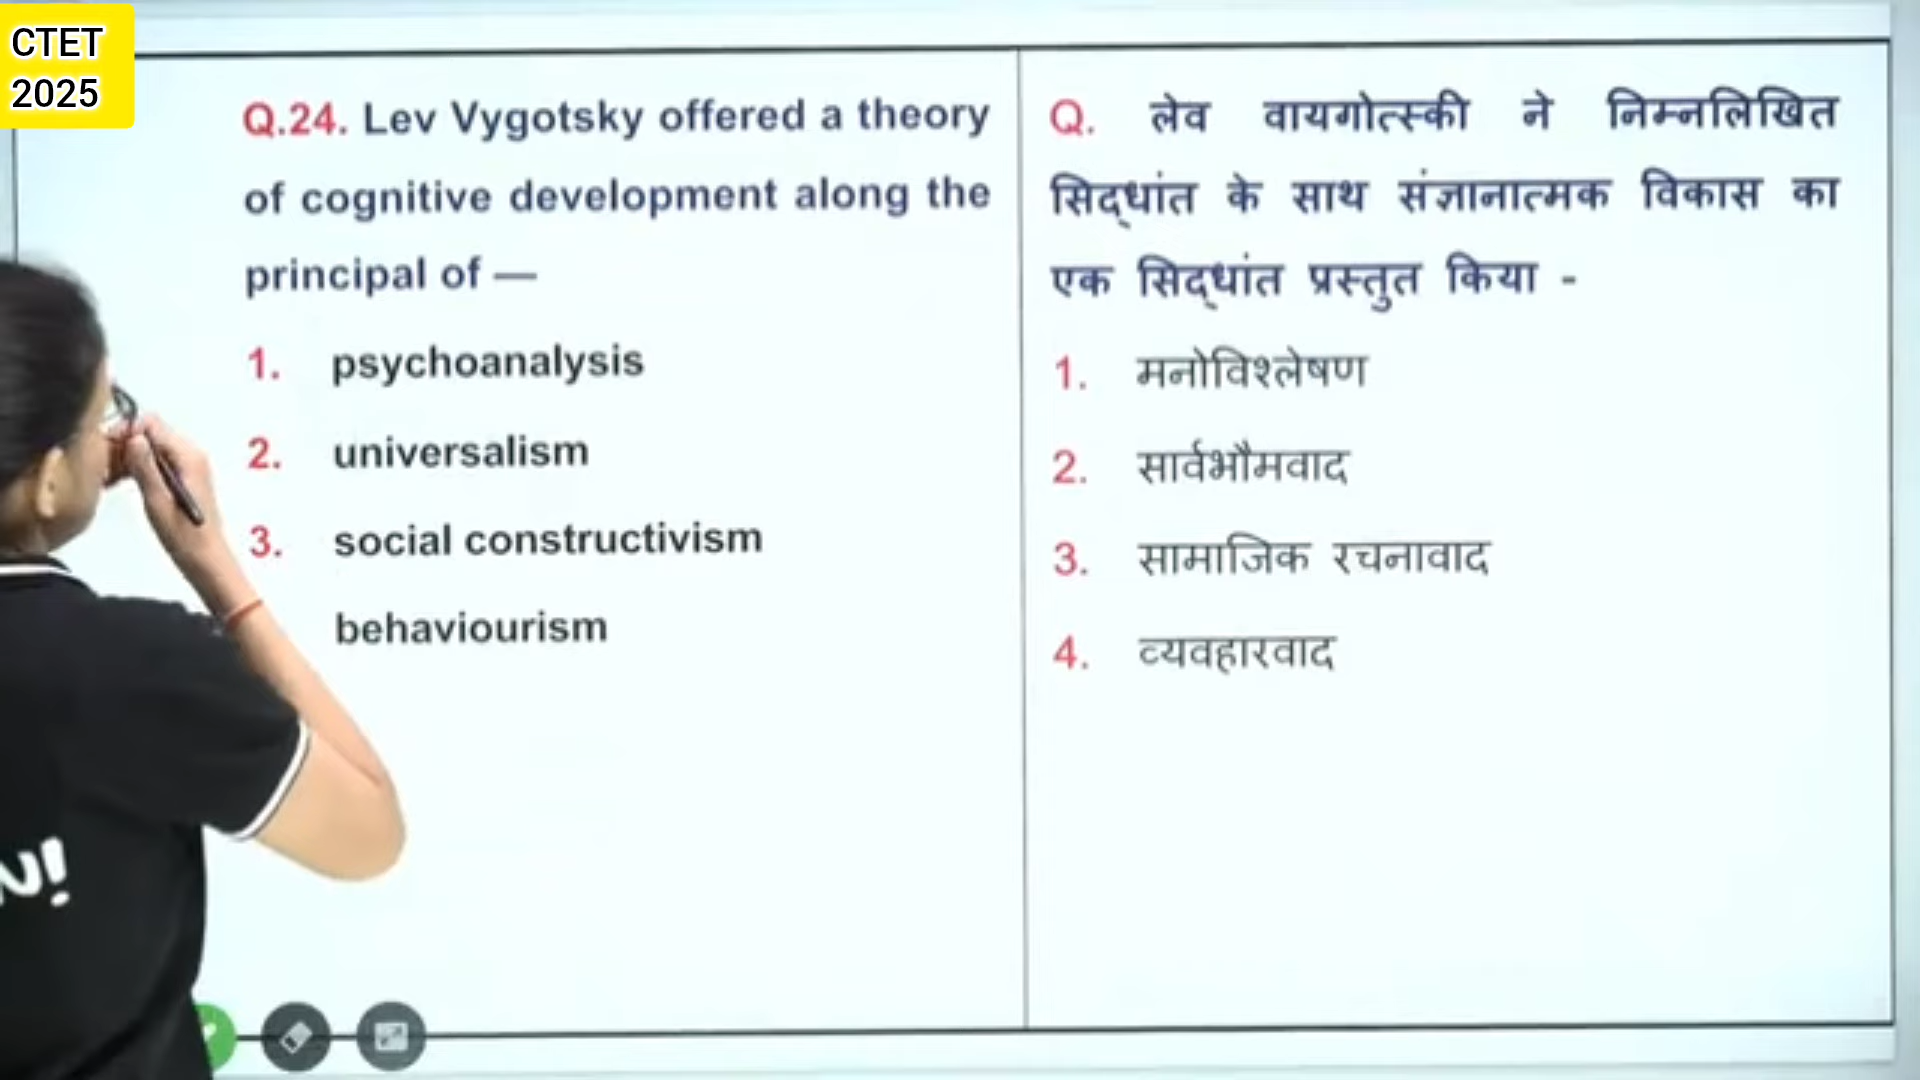 CTET
2025
Q.24. Lev Vygotsky offered a theory
of cognitive development along the
principal of —
1. psychoanalysis
2. universalism
3. social constructivism
behaviourism
Q. लेव वायगोत्स्की ने निम्नलिखित
सिद्धांत के साथ संज्ञानात्मक विकास का
एक सिद्धांत प्रस्तुत किया -
1. मनोविश्लेषण
2. सार्वभौमवाद
3. सामाजिक रचनावाद
4. व्यवहारवाद